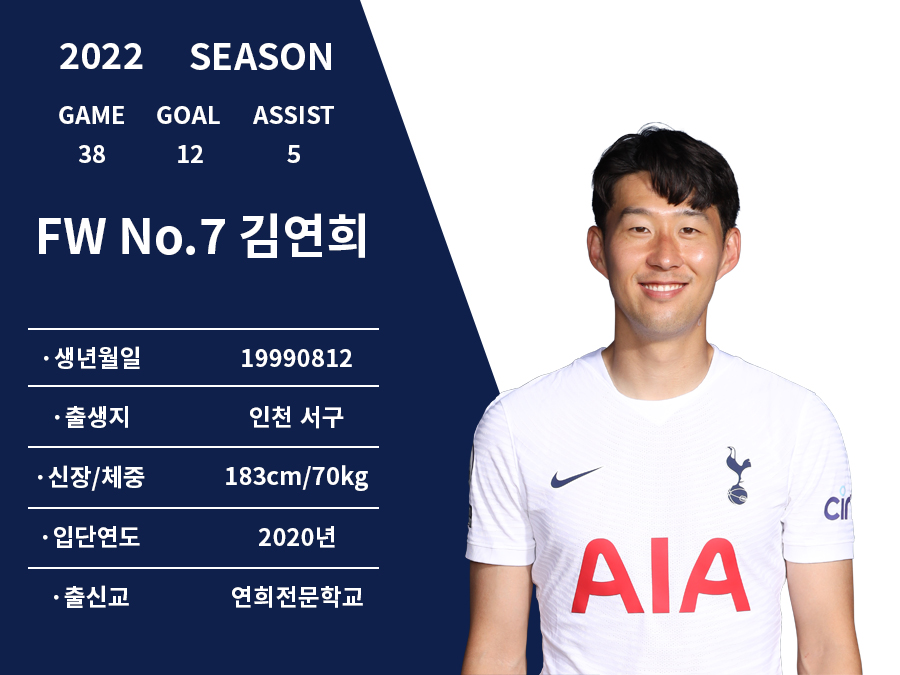 2022 SEASON
GAME GOAL ASSIST
38 12 5
FW No.7 김연희
·생년월일 19990812
·출생지 인천 서구
·신장/체중 183cm/70kg
·입단연도 2020년
·출신교 연희전문학교
AIA